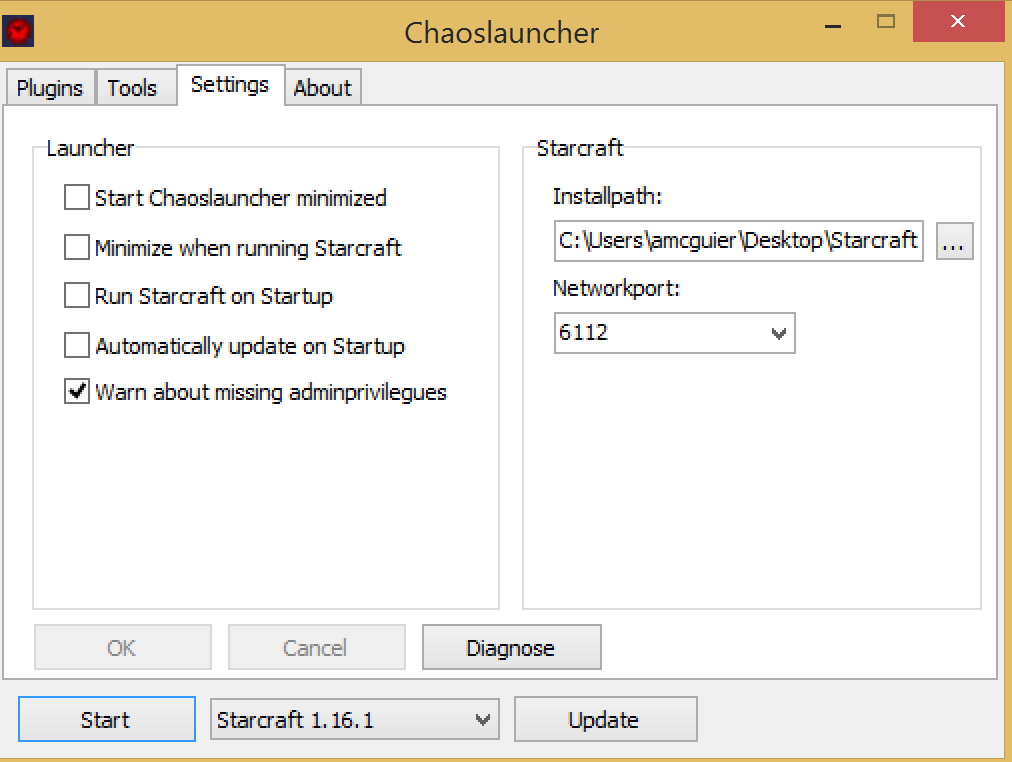 Chaoslauncher
Plugins Tools Settings About
Launcher
Start Chaoslauncher minimized
Minimize when running Starcraft
Run Starcraft on Startup
Automatically update on Startup
Warn about missing adminprivilegues
Starcraft
Installpath:
C:\Users\amcguier\Desktop\Starcraft ...
Networkport:
6112
OK Cancel Diagnose
Start Starcraft 1.16.1 Update